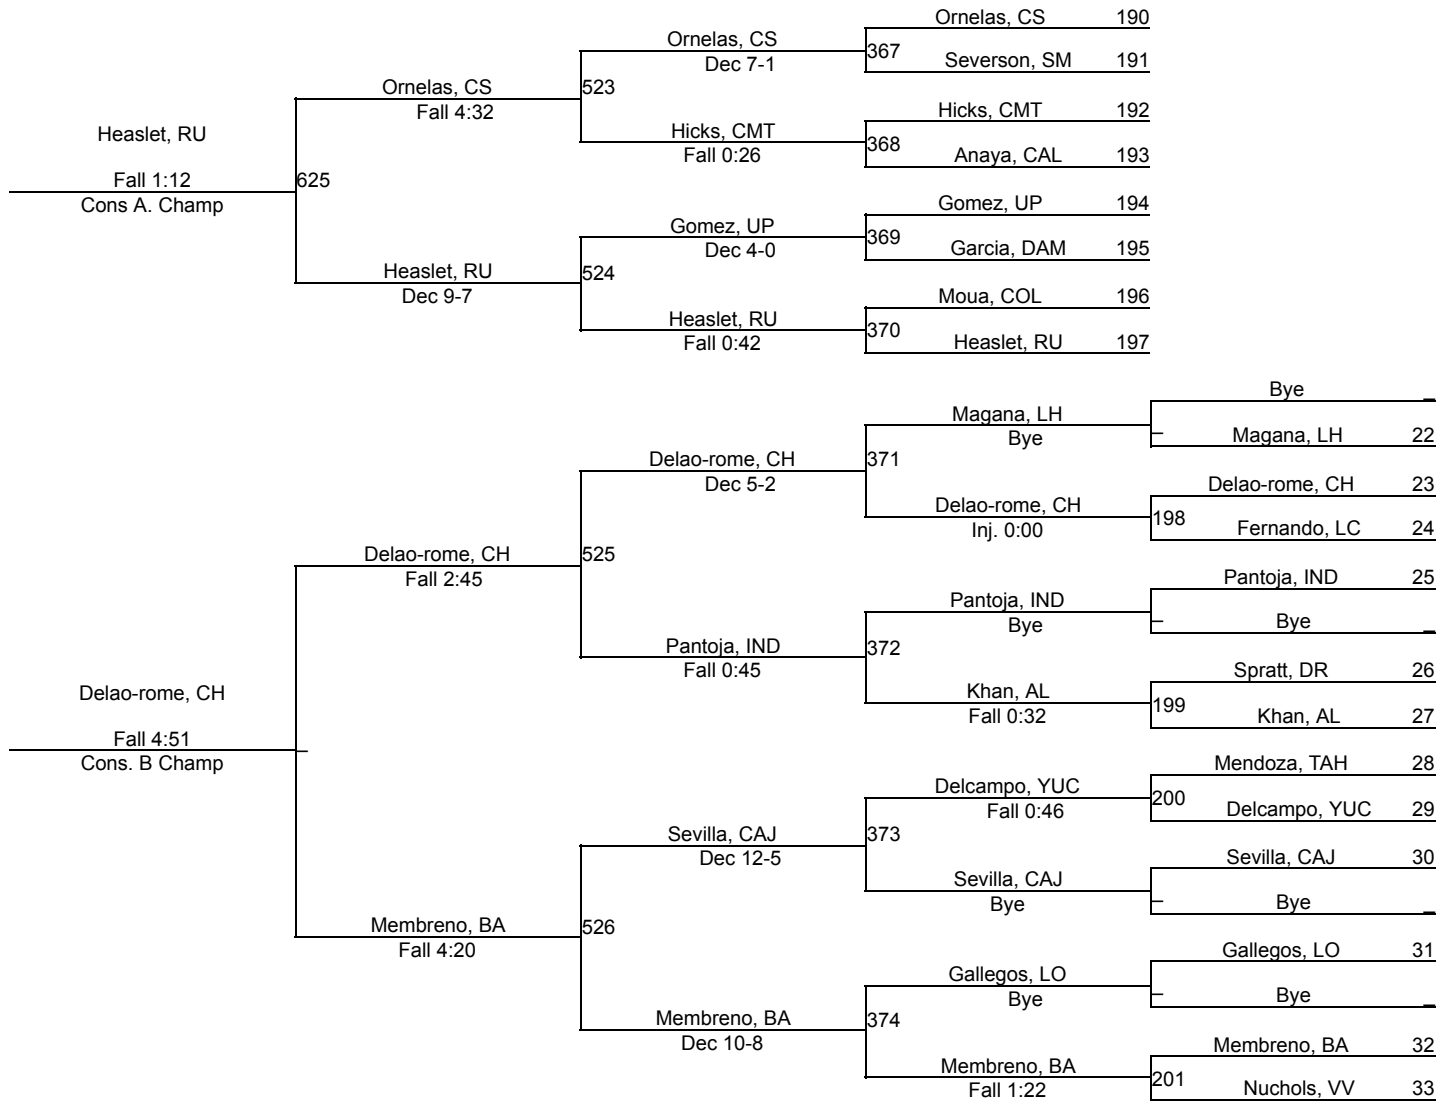 Ornelas, CS 190
Ornelas, CS
367
Dec 7-1
Severson, SM 191
Ornelas, CS
523
Fall 4:32
Hicks, CMT 192
Heaslet, RU
Hicks, CMT
368
Fall 0:26
Anaya, CAL 193
Fall 1:12
625
Cons A. Champ
Gomez, UP 194
Gomez, UP
369
Dec 4-0
Garcia, DAM 195
Heaslet, RU
524
Dec 9-7
Moua, COL 196
Heaslet, RU
370
Fall 0:42
Heaslet, RU 197
Bye _
Magana, LH
_
Bye
Magana, LH 22
Delao-rome, CH
371
Dec 5-2
Delao-rome, CH 23
Delao-rome, CH
198
Inj. 0:00
Fernando, LC 24
Delao-rome, CH
525
Fall 2:45
Pantoja, IND 25
Pantoja, IND
_
Bye
Bye _
Pantoja, IND
372
Fall 0:45
Spratt, DR 26
Delao-rome, CH
Khan, AL
199
Fall 0:32
Khan, AL 27
Fall 4:51
_
Cons. B Champ
Mendoza, TAH 28
Delcampo, YUC
200
Fall 0:46
Delcampo, YUC 29
Sevilla, CAJ
373
Dec 12-5
Sevilla, CAJ 30
Sevilla, CAJ
_
Bye
Bye _
Membreno, BA
526
Fall 4:20
Gallegos, LO 31
Gallegos, LO
_
Bye
Bye _
Membreno, BA
374
Dec 10-8
Membreno, BA 32
Membreno, BA
201
Fall 1:22
Nuchols, VV 33